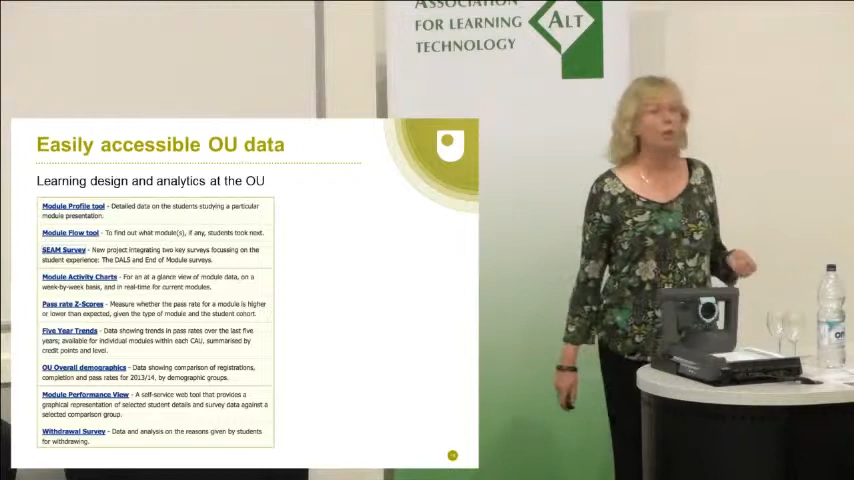 ASSOCIATION
FOR LEARNING
TECHNOLOGY
ALT
Easily accessible OU data
Learning design and analytics at the OU
Module Profile tool - Detailed data on the students studying a particular
module presentation.
Module Flow tool - To find out what module(s), if any, students took next.
SEAM Survey - New project integrating two key surveys focussing on the
student experience: The DALS and End of Module surveys.
Module Activity Charts - For an at a glance view of module data, on a
week-by-week basis, and in real-time for current modules.
Pass rate Z-Scores - Measure whether the pass rate for a module is higher
or lower than expected, given the type of module and the student cohort.
Five Year Trends - Data showing trends in pass rates over the last five
years; available for individual modules within each CAU, summarised by
credit points and level.
OU Overall demographics - Data showing comparison of registrations,
completion and pass rates for 2013/14, by demographic groups.
Module Performance View - A self-service web tool that provides a
graphical representation of selected student details and survey data against a
selected comparison group.
Withdrawal Survey - Data and analysis on the reasons given by students
for withdrawing.